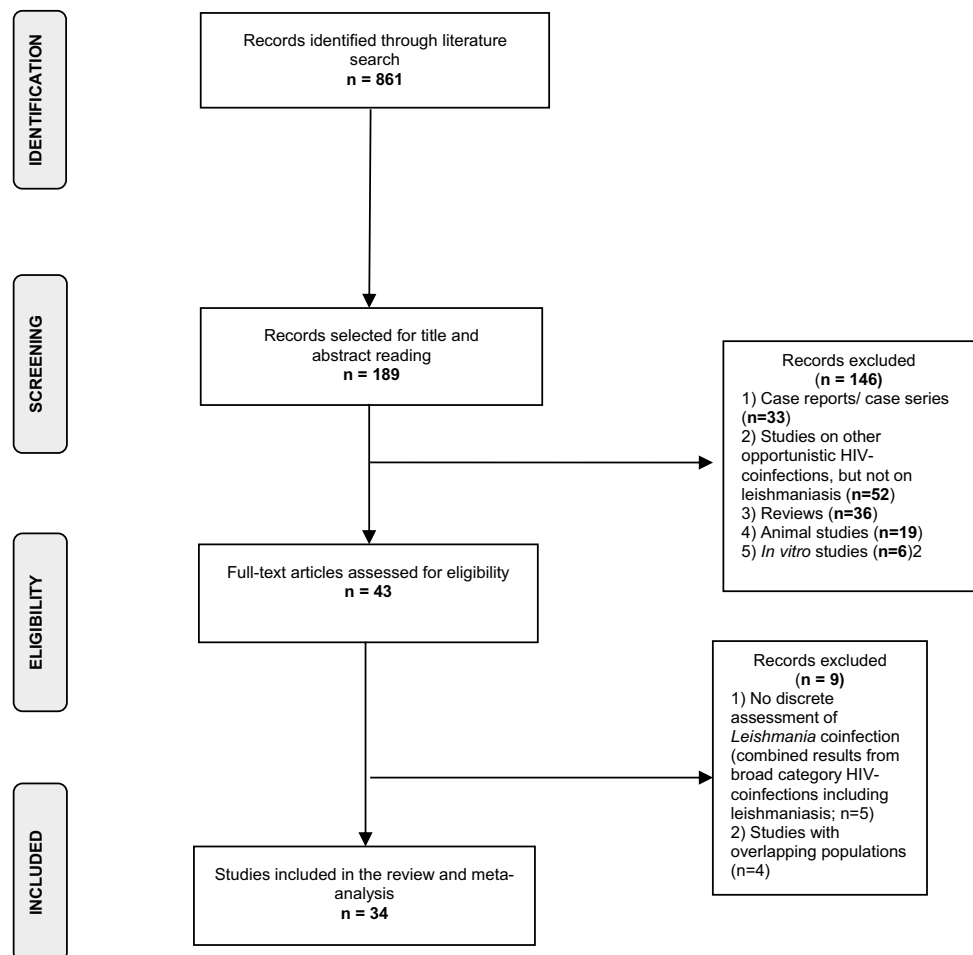 IDENTIFICATION
Records identified through literature
search
n = 861
SCREENING
Records selected for title and
abstract reading
n = 189
Records excluded
(n = 146)
1) Case reports/ case series
(n=33)
2) Studies on other
opportunistic HIV-
coinfections, but not on
leishmaniasis (n=52)
3) Reviews (n=36)
4) Animal studies (n=19)
5) In vitro studies (n=6)2
ELIGIBILITY
Full-text articles assessed for eligibility
n = 43
Records excluded
(n = 9)
1) No discrete
assessment of
Leishmania coinfection
(combined results from
broad category HIV-
coinfections including
leishmaniasis; n=5)
2) Studies with
overlapping populations
(n=4)
INCLUDED
Studies included in the review and meta-
analysis
n = 34